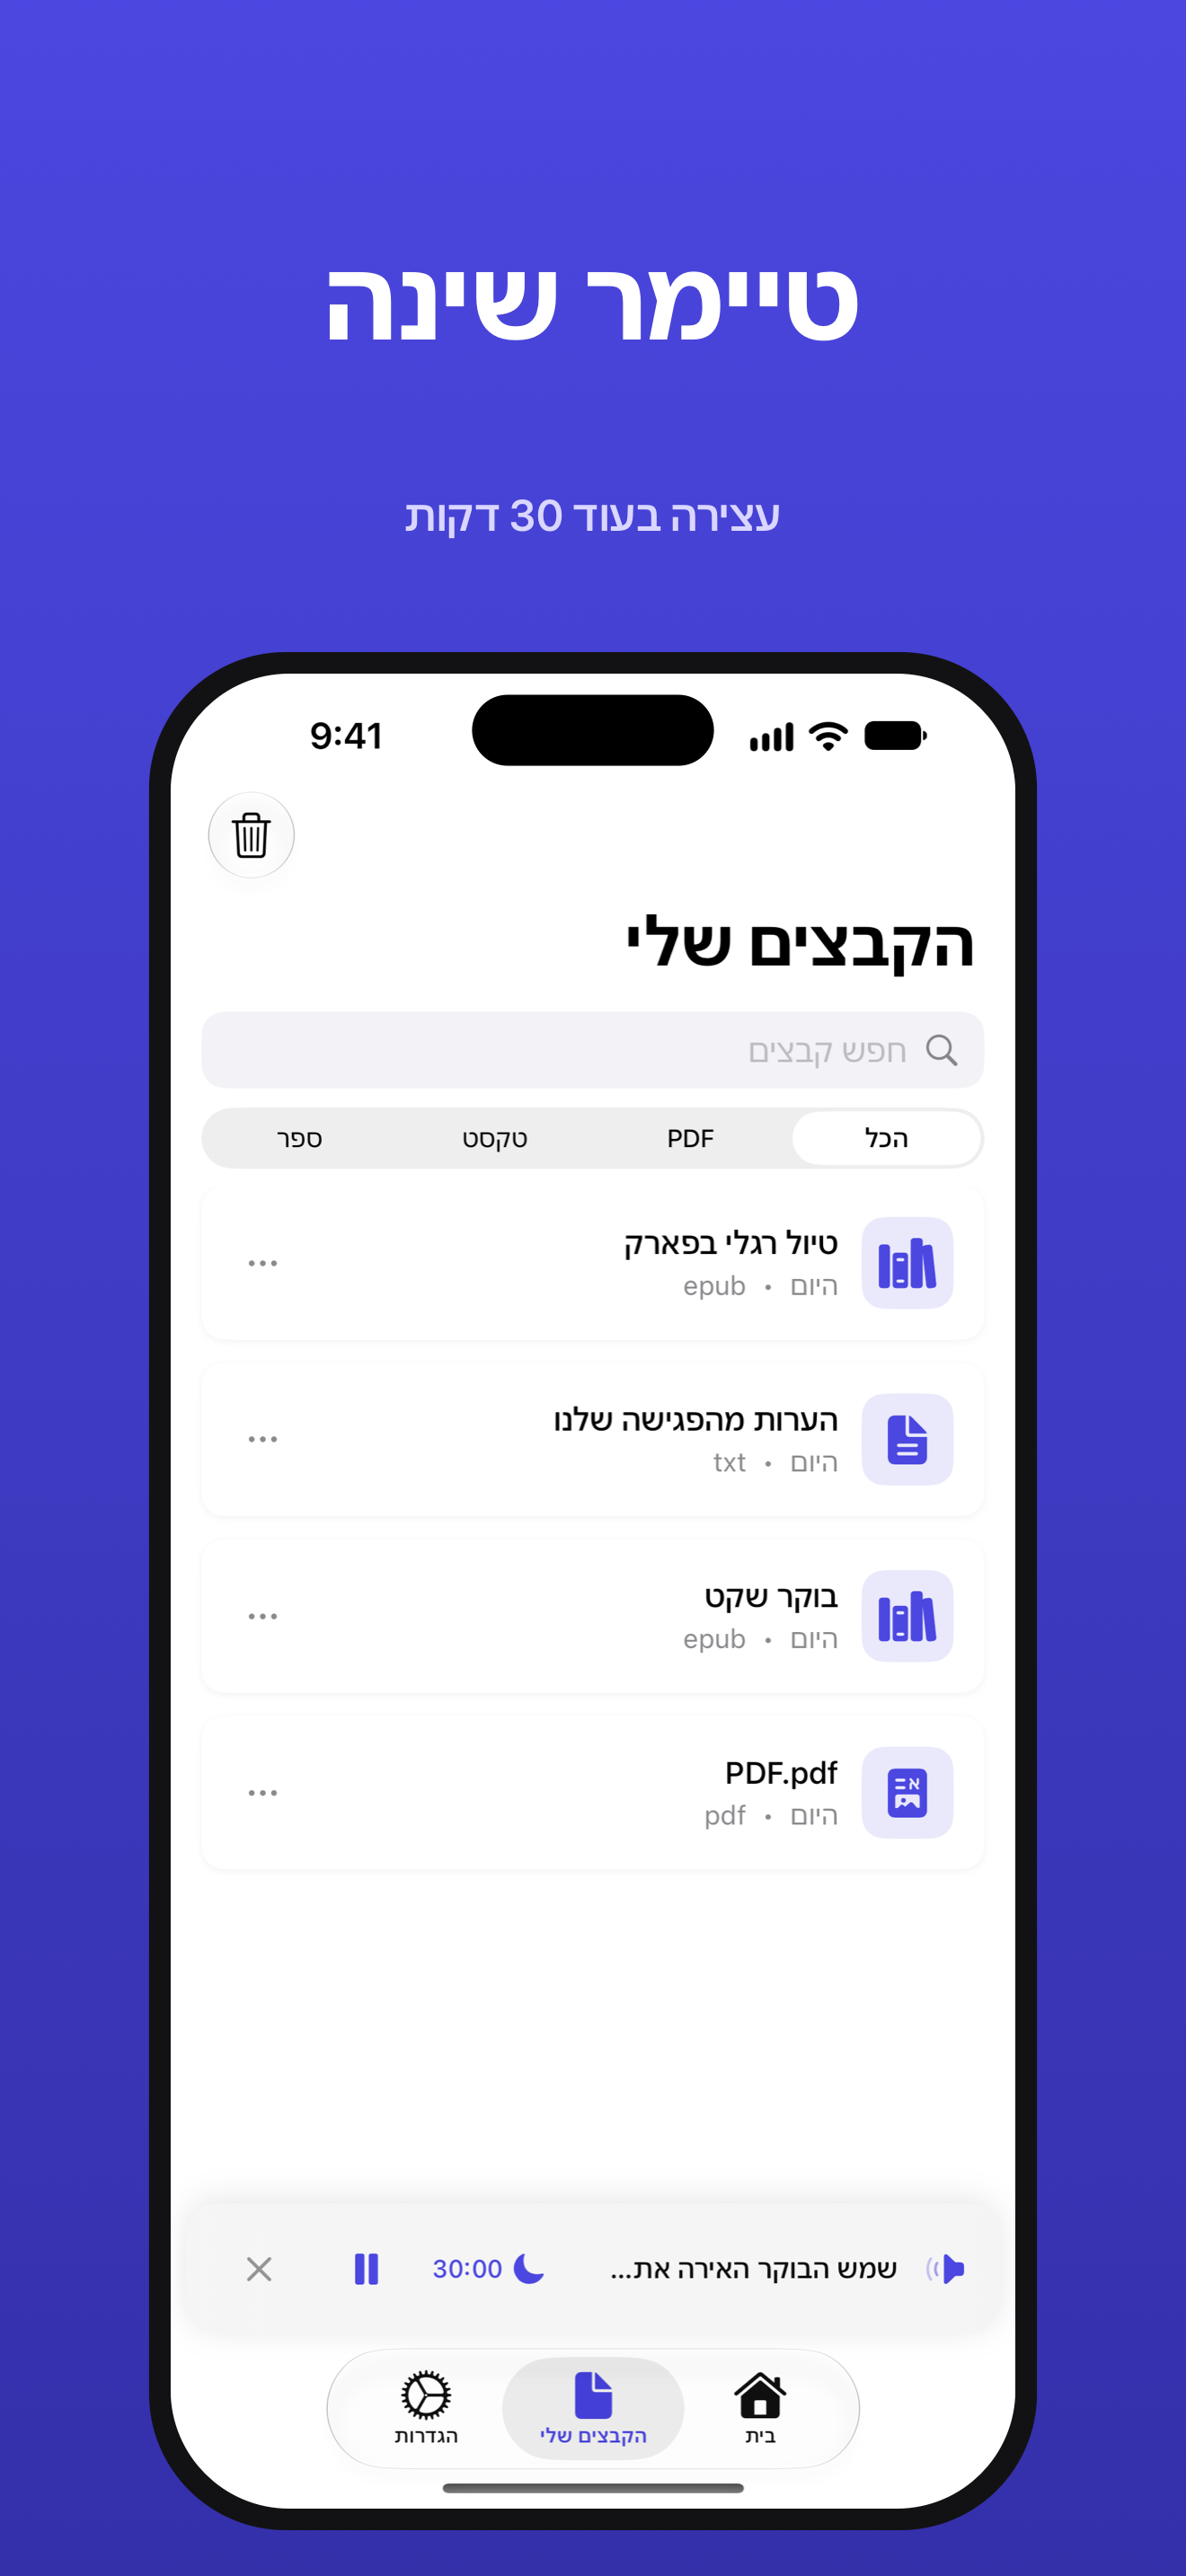 טיימר שינה
עצירה בעוד 30 דקות
9:41
הקבצים שלי
חפש קבצים
הכל PDF טקסט ספר
טיול רגלי בפארק
היום • epub
הערות מהפגישה שלנו
היום • txt
בוקר שקט
היום • epub
PDF.pdf
היום • pdf
שמש הבוקר האירה את... 30:00
בית הקבצים שלי הגדרות